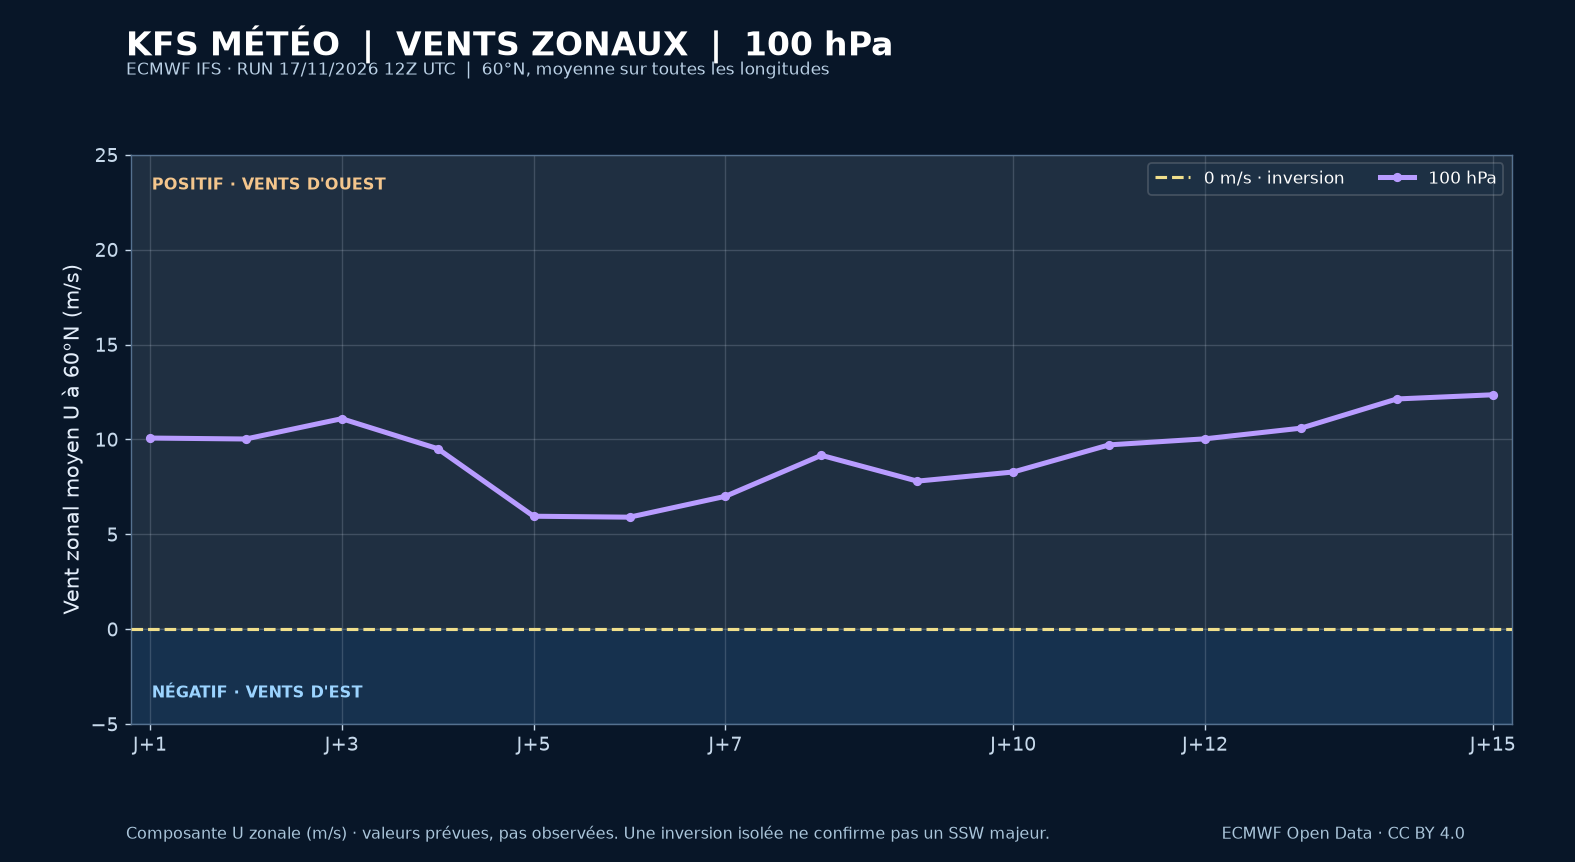 KFS MÉTÉO | VENTS ZONAUX | 100 hPa
ECMWF IFS · RUN 17/11/2026 12Z UTC | 60°N, moyenne sur toutes les longitudes
25
POSITIF · VENTS D'OUEST
0 m/s · inversion
100 hPa
20
15
10
5
0
−5
Vent zonal moyen U à 60°N (m/s)
NÉGATIF · VENTS D'EST
J+1
J+3
J+5
J+7
J+10
J+12
J+15
Composante U zonale (m/s) · valeurs prévues, pas observées. Une inversion isolée ne confirme pas un SSW majeur.
ECMWF Open Data · CC BY 4.0